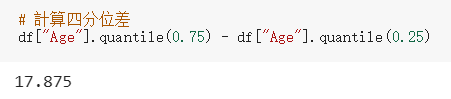 # 計算四分位差
df["Age"].quantile(0.75) - df["Age"].quantile(0.25)
17.875